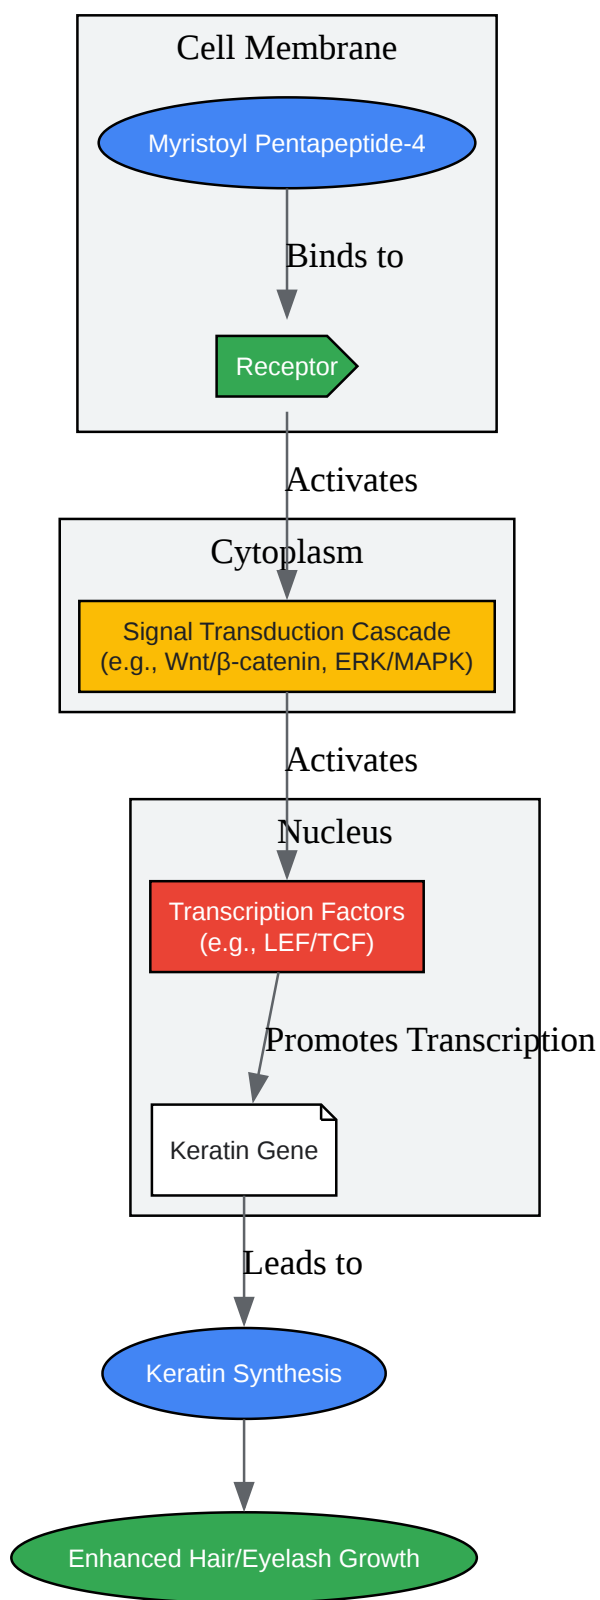 Cell Membrane
Myristoyl Pentapeptide-4
Binds to
Receptor
Activates
Cytoplasm
Signal Transduction Cascade
(e.g., Wnt/β-catenin, ERK/MAPK)
Activates
Nucleus
Transcription Factors
(e.g., LEF/TCF)
Promotes Transcription
Keratin Gene
Leads to
Keratin Synthesis
Enhanced Hair/Eyelash Growth